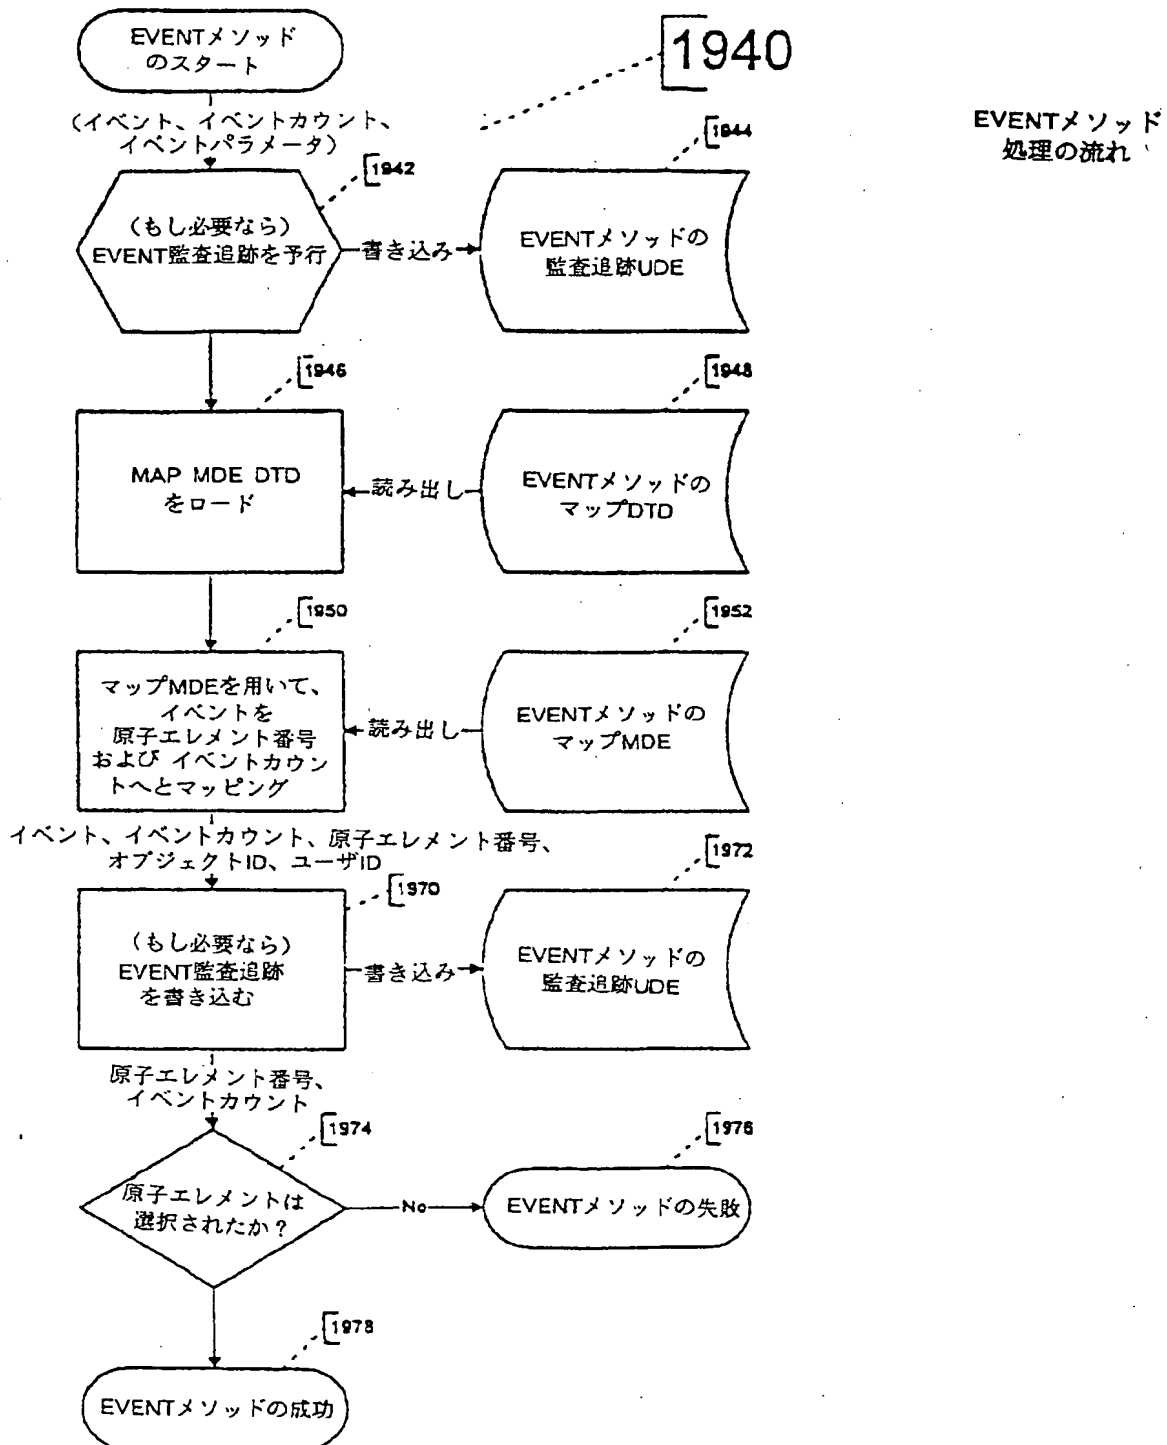 EVENTメソッド
のスタート
1940
(イベント、イベントカウント、
イベントパラメータ)
EVENTメソッド
処理の流れ
1942
1944
(もし必要なら)
EVENT監査追跡を予行
書き込み
EVENTメソッドの
監査追跡UDE
1946
1948
MAP MDE DTD
をロード
読み出し
EVENTメソッドの
マップDTD
1950
1952
マップMDEを用いて、
イベントを
原子エレメント番号
および イベントカウン
トへとマッピング
読み出し
EVENTメソッドの
マップMDE
イベント、イベントカウント、原子エレメント番号、
オブジェクトID、ユーザID
1970
1972
(もし必要なら)
EVENT監査追跡
を書き込む
書き込み
EVENTメソッドの
監査追跡UDE
原子エレメント番号、
イベントカウント
1974
1976
原子エレメントは
選択されたか?
No
EVENTメソッドの失敗
1978
EVENTメソッドの成功